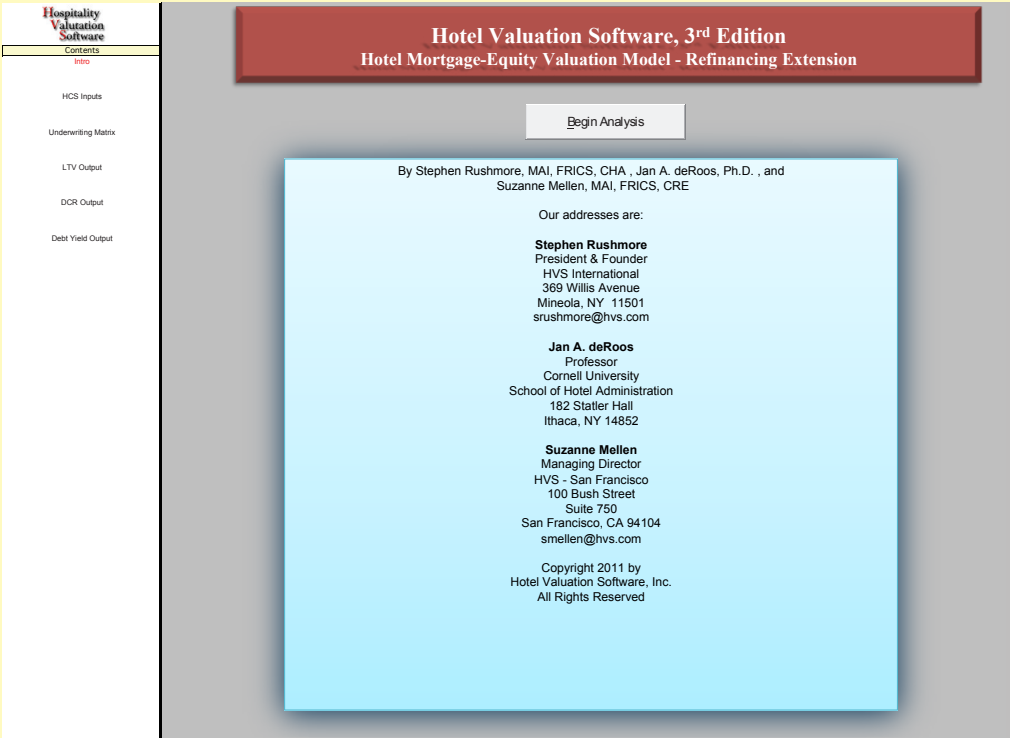 Hospitality
Valutation
Software
Contents
Intro
HCS Inputs
Underwriting Matrix
LTV Output
DCR Output
Debt Yield Output
Hotel Valuation Software, 3rd Edition
Hotel Mortgage-Equity Valuation Model - Refinancing Extension
Begin Analysis
By Stephen Rushmore, MAI, FRICS, CHA , Jan A. deRoos, Ph.D. , and
Suzanne Mellen, MAI, FRICS, CRE
Our addresses are:
Stephen Rushmore
President & Founder
HVS International
369 Willis Avenue
Mineola, NY  11501
srushmore@hvs.com
Jan A. deRoos
Professor
Cornell University
School of Hotel Administration
182 Statler Hall
Ithaca, NY 14852
Suzanne Mellen
Managing Director
HVS - San Francisco
100 Bush Street
Suite 750
San Francisco, CA 94104
smellen@hvs.com
Copyright 2011 by
Hotel Valuation Software, Inc.
All Rights Reserved